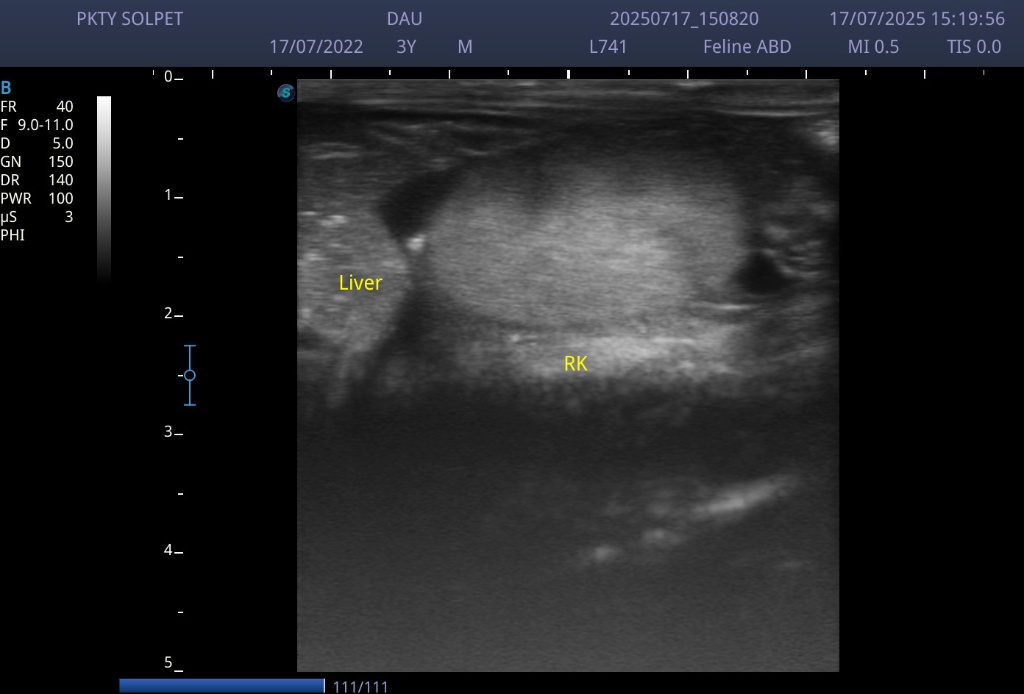 PKTY SOLPET DAU 20250717_150820 17/07/2025 15:19:56
17/07/2022 3Y M L741 Feline ABD MI 0.5 TIS 0.0
B
FR 40
F 9.0-11.0
D 5.0
GN 150
DR 140
PWR 100
µS 3
PHI
0
S
1
Liver
2
RK
3
4
5
111/111